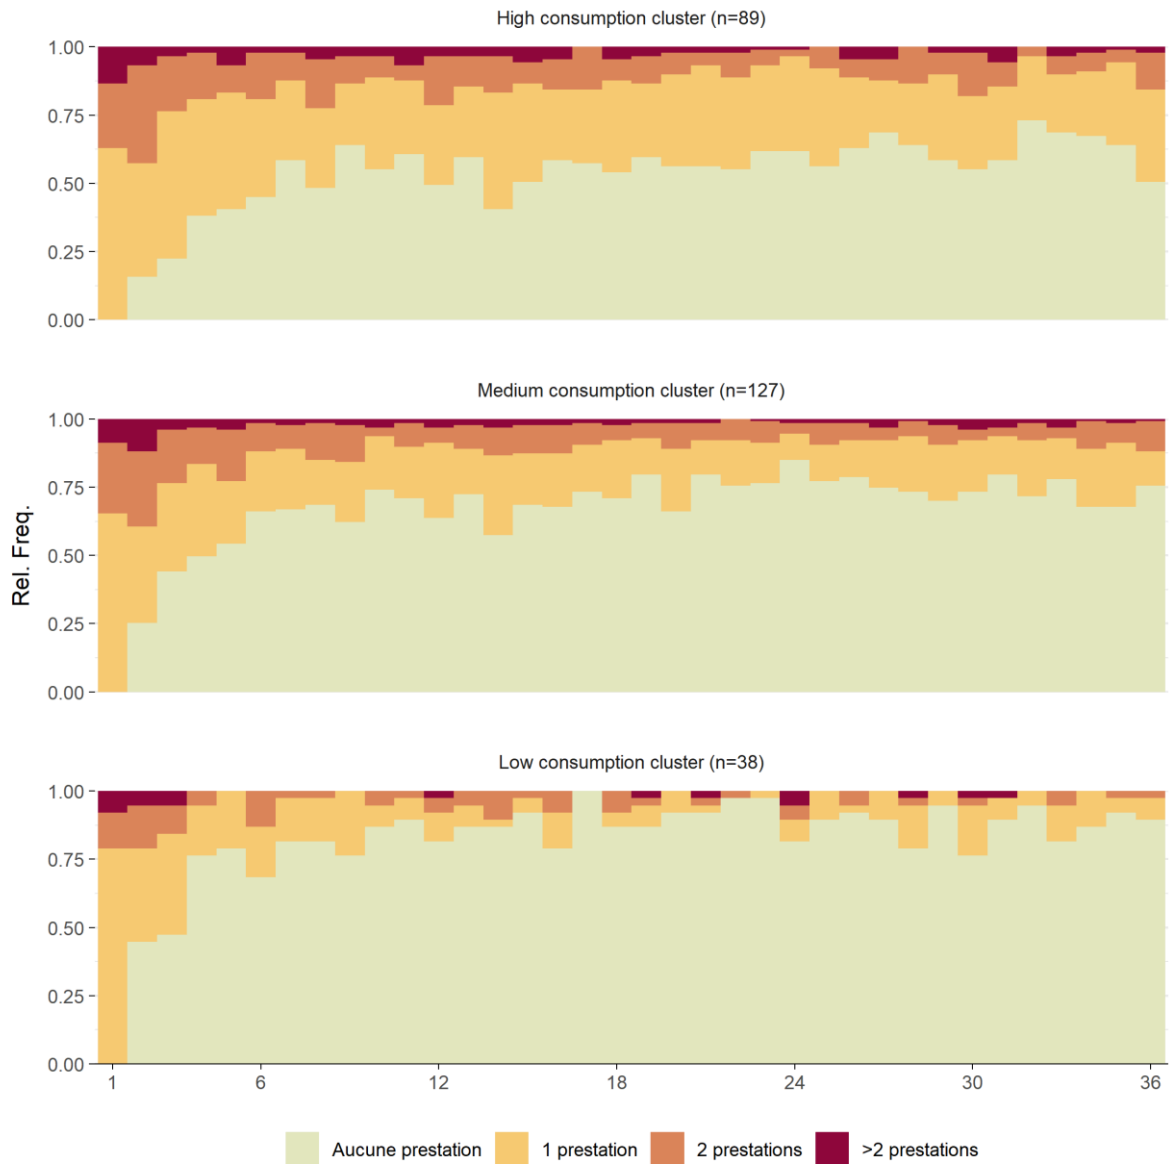 High consumption cluster (n=89)
1.00
0.75
0.50
0.25
0.00
Medium consumption cluster (n=127)
1.00
0.75
0.50
0.25
0.00
Rel. Freq.
Low consumption cluster (n=38)
1.00
0.75
0.50
0.25
0.00
1 6 12 18 24 30 36
Aucune prestation 1 prestation 2 prestations >2 prestations